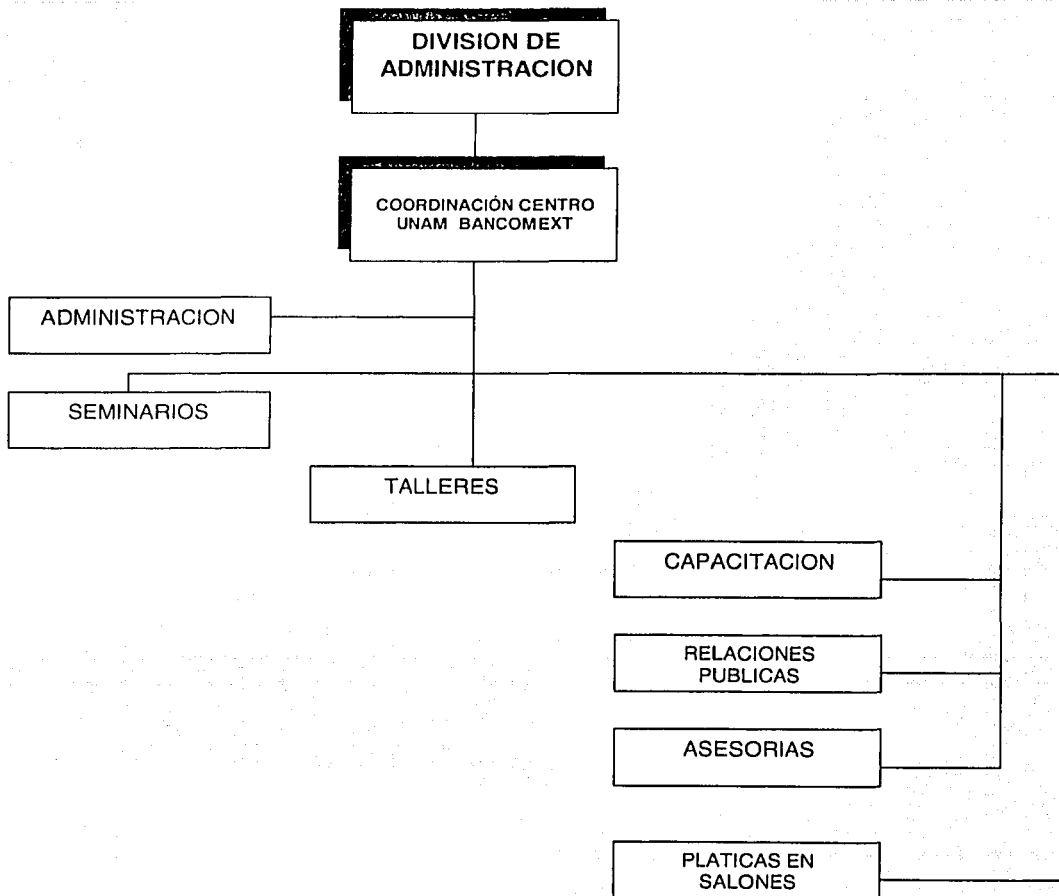 DIVISION DE
ADMINISTRACION
COORDINACIÓN CENTRO
UNAM BANCOMEXT
ADMINISTRACION
SEMINARIOS
TALLERES
CAPACITACION
RELACIONES
PUBLICAS
ASESORIAS
PLATICAS EN
SALONES